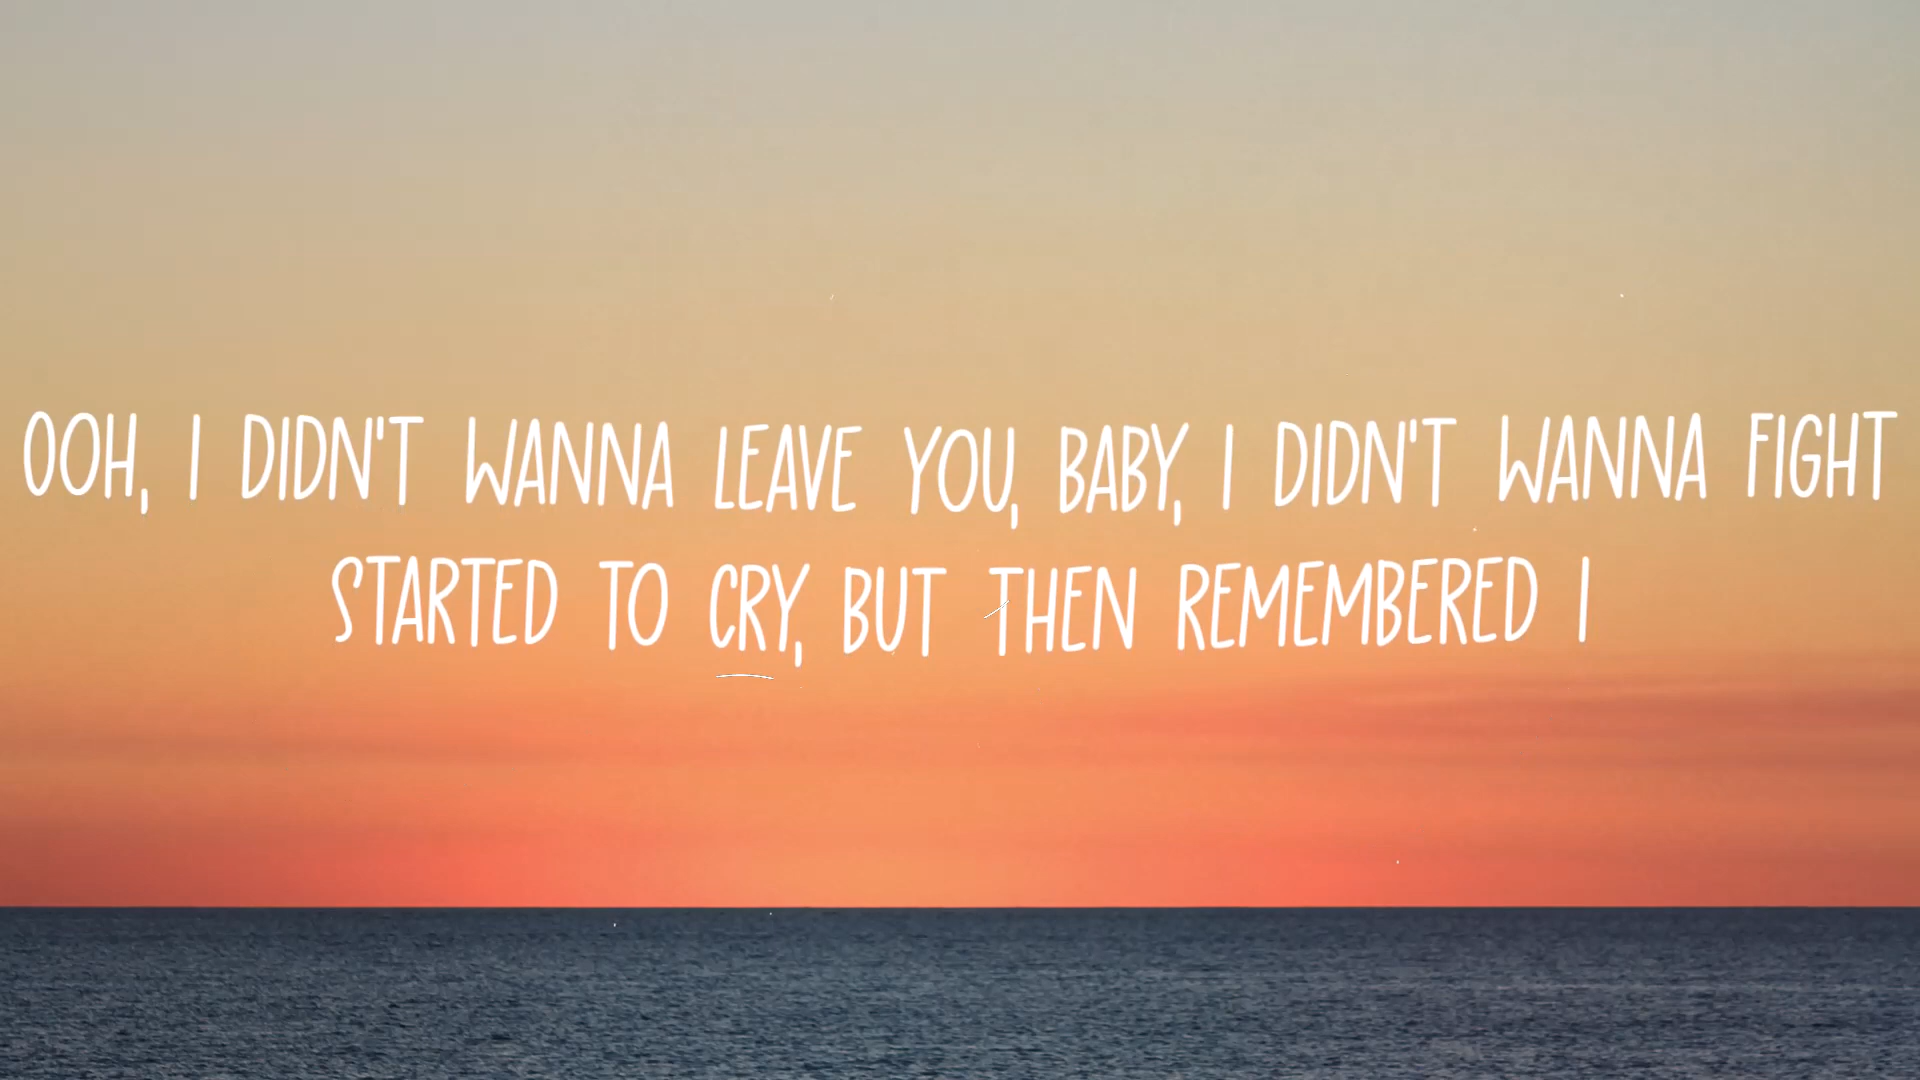 OOH, I DIDN'T WANNA LEAVE YOU, BABY, I DIDN'T WANNA FIGHT
STARTED TO CRY, BUT THEN REMEMBERED I